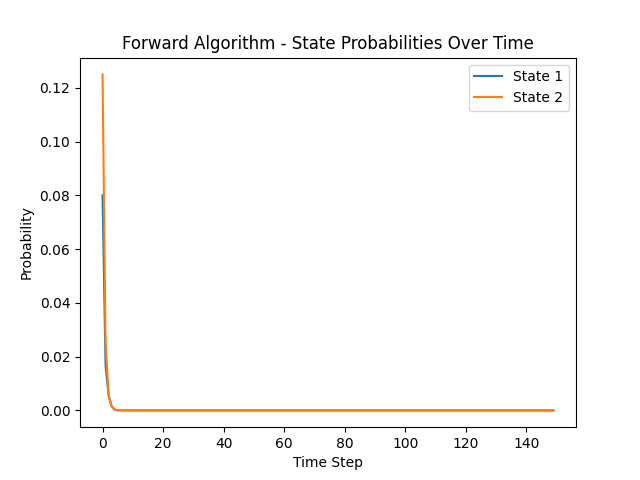 Forward Algorithm - State Probabilities Over Time
State 1
State 2
Probability
0.12
0.10
0.08
0.06
0.04
0.02
0.00
0 20 40 60 80 100 120 140
Time Step